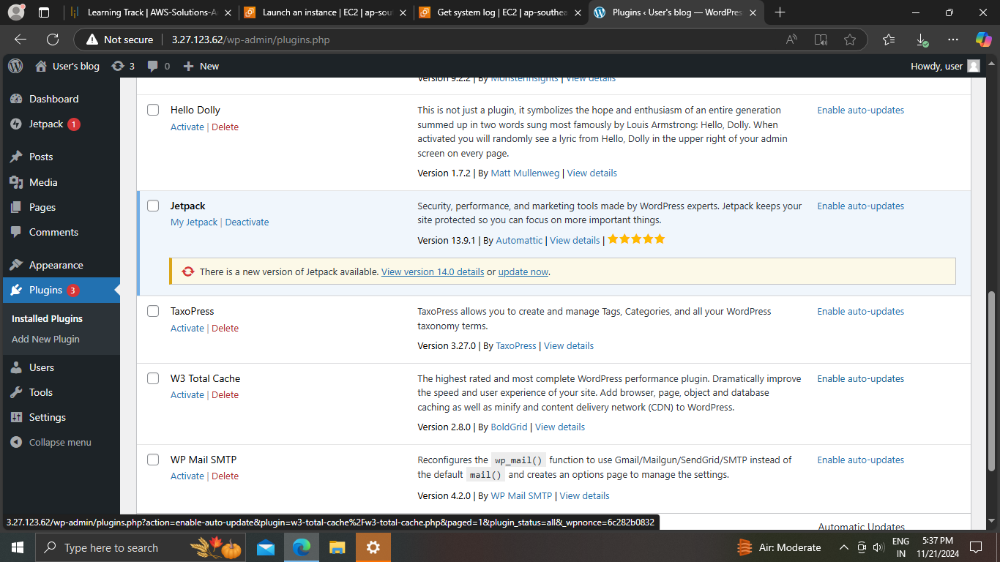 Learning Track | AWS-Solutions-A
Launch an instance | EC2 | ap-sou
Get system log | EC2 | ap-southea
Plugins ‹ User's blog — WordPres
Not secure
3.27.123.62/wp-admin/plugins.php
User's blog
3
0
New
Howdy, user
Dashboard
Jetpack 1
Posts
Media
Pages
Comments
Appearance
Plugins 3
Installed Plugins
Add New Plugin
Users
Tools
Settings
Collapse menu
Version 9.2.2 | By MonsterInsights | View details
Hello Dolly
Activate | Delete
This is not just a plugin, it symbolizes the hope and enthusiasm of an entire generation
summed up in two words sung most famously by Louis Armstrong: Hello, Dolly. When
activated you will randomly see a lyric from Hello, Dolly in the upper right of your admin
screen on every page.
Version 1.7.2 | By Matt Mullenweg | View details
Enable auto-updates
Jetpack
My Jetpack | Deactivate
Security, performance, and marketing tools made by WordPress experts. Jetpack keeps your
site protected so you can focus on more important things.
Version 13.9.1 | By Automattic | View details |
Enable auto-updates
There is a new version of Jetpack available. View version 14.0 details or update now.
TaxoPress
Activate | Delete
TaxoPress allows you to create and manage Tags, Categories, and all your WordPress
taxonomy terms.
Version 3.27.0 | By TaxoPress | View details
Enable auto-updates
W3 Total Cache
Activate | Delete
The highest rated and most complete WordPress performance plugin. Dramatically improve
the speed and user experience of your site. Add browser, page, object and database
caching as well as minify and content delivery network (CDN) to WordPress.
Version 2.8.0 | By BoldGrid | View details
Enable auto-updates
WP Mail SMTP
Activate | Delete
Reconfigures the wp_mail() function to use Gmail/Mailgun/SendGrid/SMTP instead of
the default mail() and creates an options page to manage the settings.
Version 4.2.0 | By WP Mail SMTP | View details
Enable auto-updates
Automatic Updates
3.27.123.62/wp-admin/plugins.php?action=enable-auto-update&plugin=w3-total-cache%2Fw3-total-cache.php&paged=1&plugin_status=all&_wpnonce=6c282b0832
Type here to search
Air: Moderate
ENG
IN
5:37 PM
11/21/2024